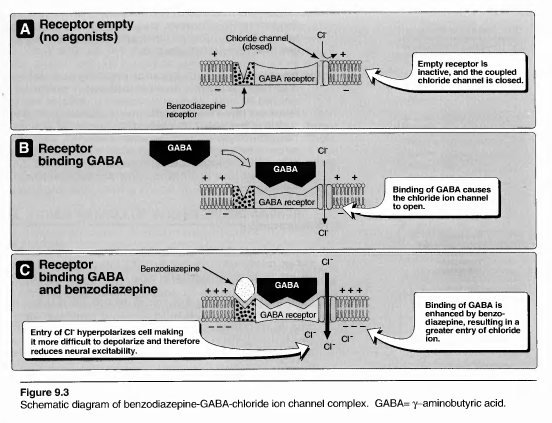 A Receptor empty
(no agonists)
Chloride channel
(closed)
Cl⁻
+
+
GABA receptor
–
–
Benzodiazepine
receptor
Empty receptor is
inactive, and the coupled
chloride channel is closed.
B Receptor
binding GABA
GABA
GABA
Cl⁻
+ +
+ +
GABA receptor
– –
–
Cl⁻
Binding of GABA causes
the chloride ion channel
to open.
C Receptor
binding GABA
and benzodiazepine
Benzodiazepine
GABA
Cl⁻
+ + +
+ + +
GABA receptor
– – –
– – –
Cl⁻
Cl⁻
Cl⁻
Entry of Cl⁻ hyperpolarizes cell making
it more difficult to depolarize and therefore
reduces neural excitability.
Binding of GABA is
enhanced by benzo-
diazepine, resulting in a
greater entry of chloride
ion.
Figure 9.3
Schematic diagram of benzodiazepine-GABA-chloride ion channel complex. GABA= γ–aminobutyric acid.